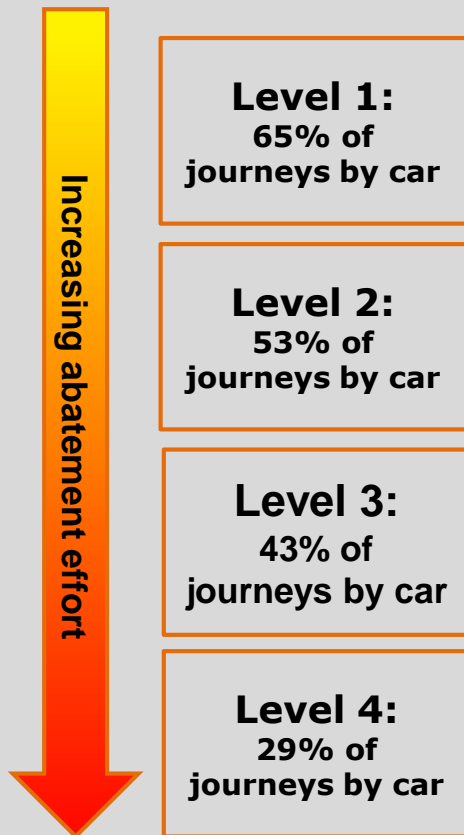 Increasing abatement effort
Level 1:
65% of
journeys by car
Level 2:
53% of
journeys by car
Level 3:
43% of
journeys by car
Level 4:
29% of
journeys by car